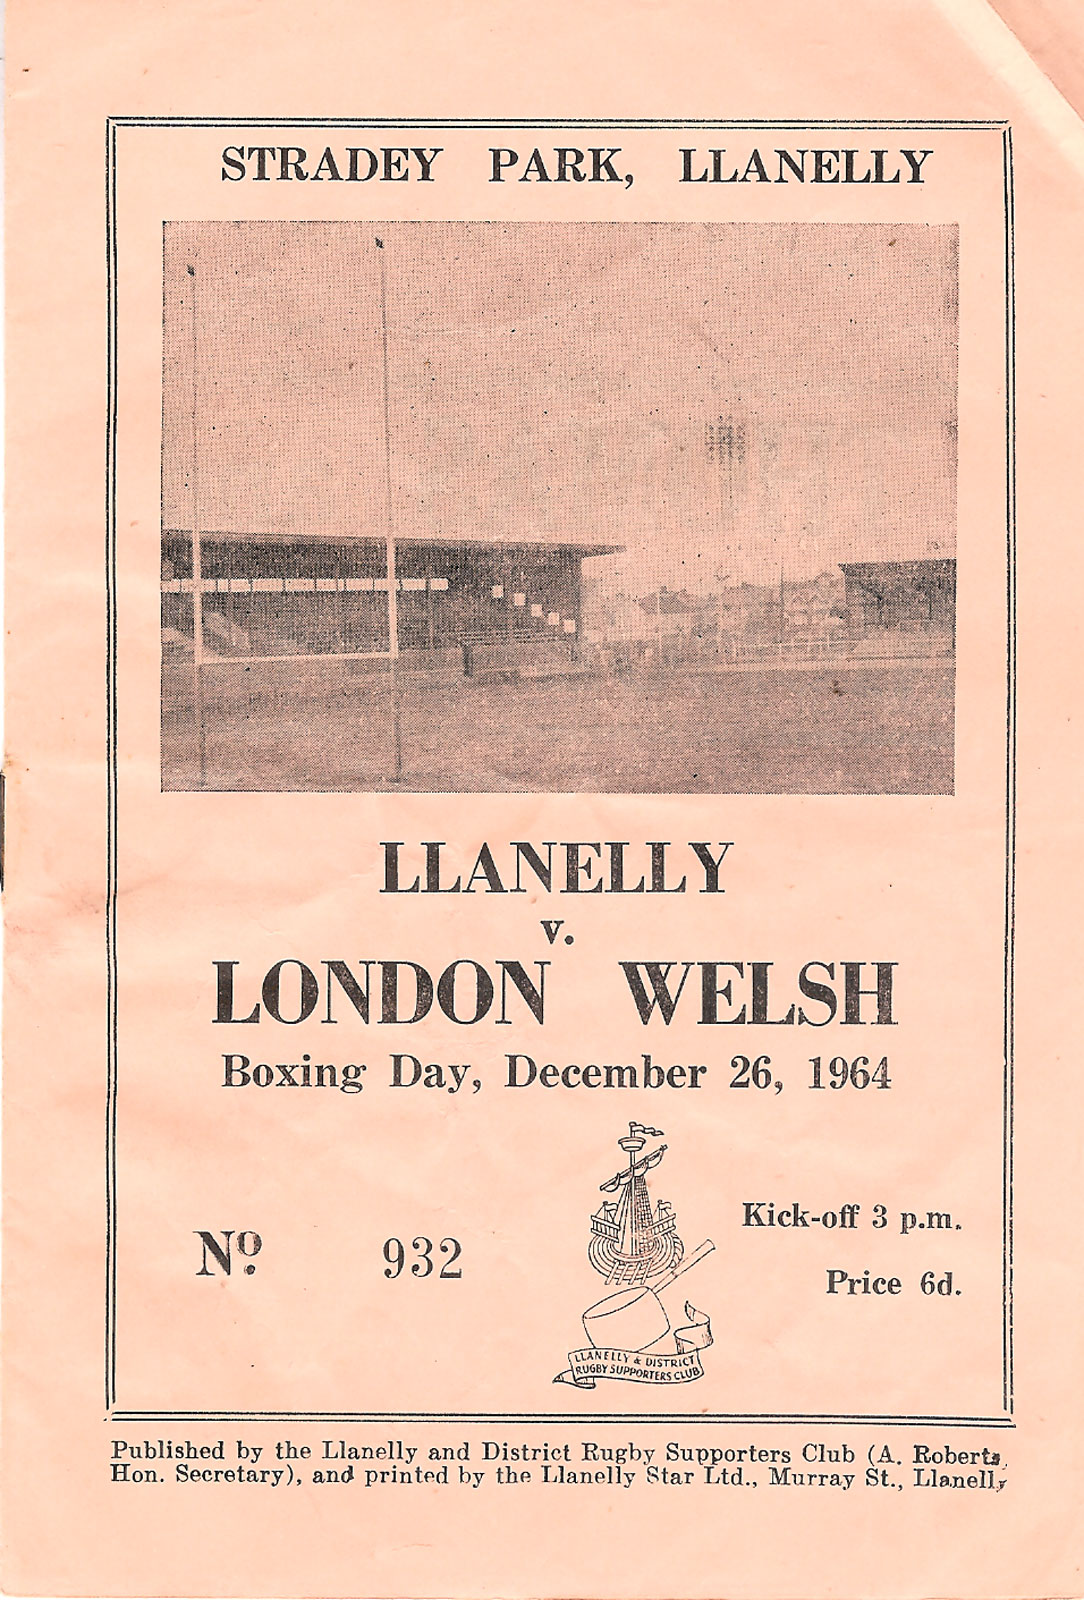 STRADEY PARK, LLANELLY
LLANELLY
v.
LONDON WELSH
Boxing Day, December 26, 1964
Kick-off 3 p.m.
No. 932
Price 6d.
LLANELLY & DISTRICT
RUGBY SUPPORTERS CLUB
Published by the Llanelly and District Rugby Supporters Club (A. Roberts,
Hon. Secretary), and printed by the Llanelly Star Ltd., Murray St., Llanelly